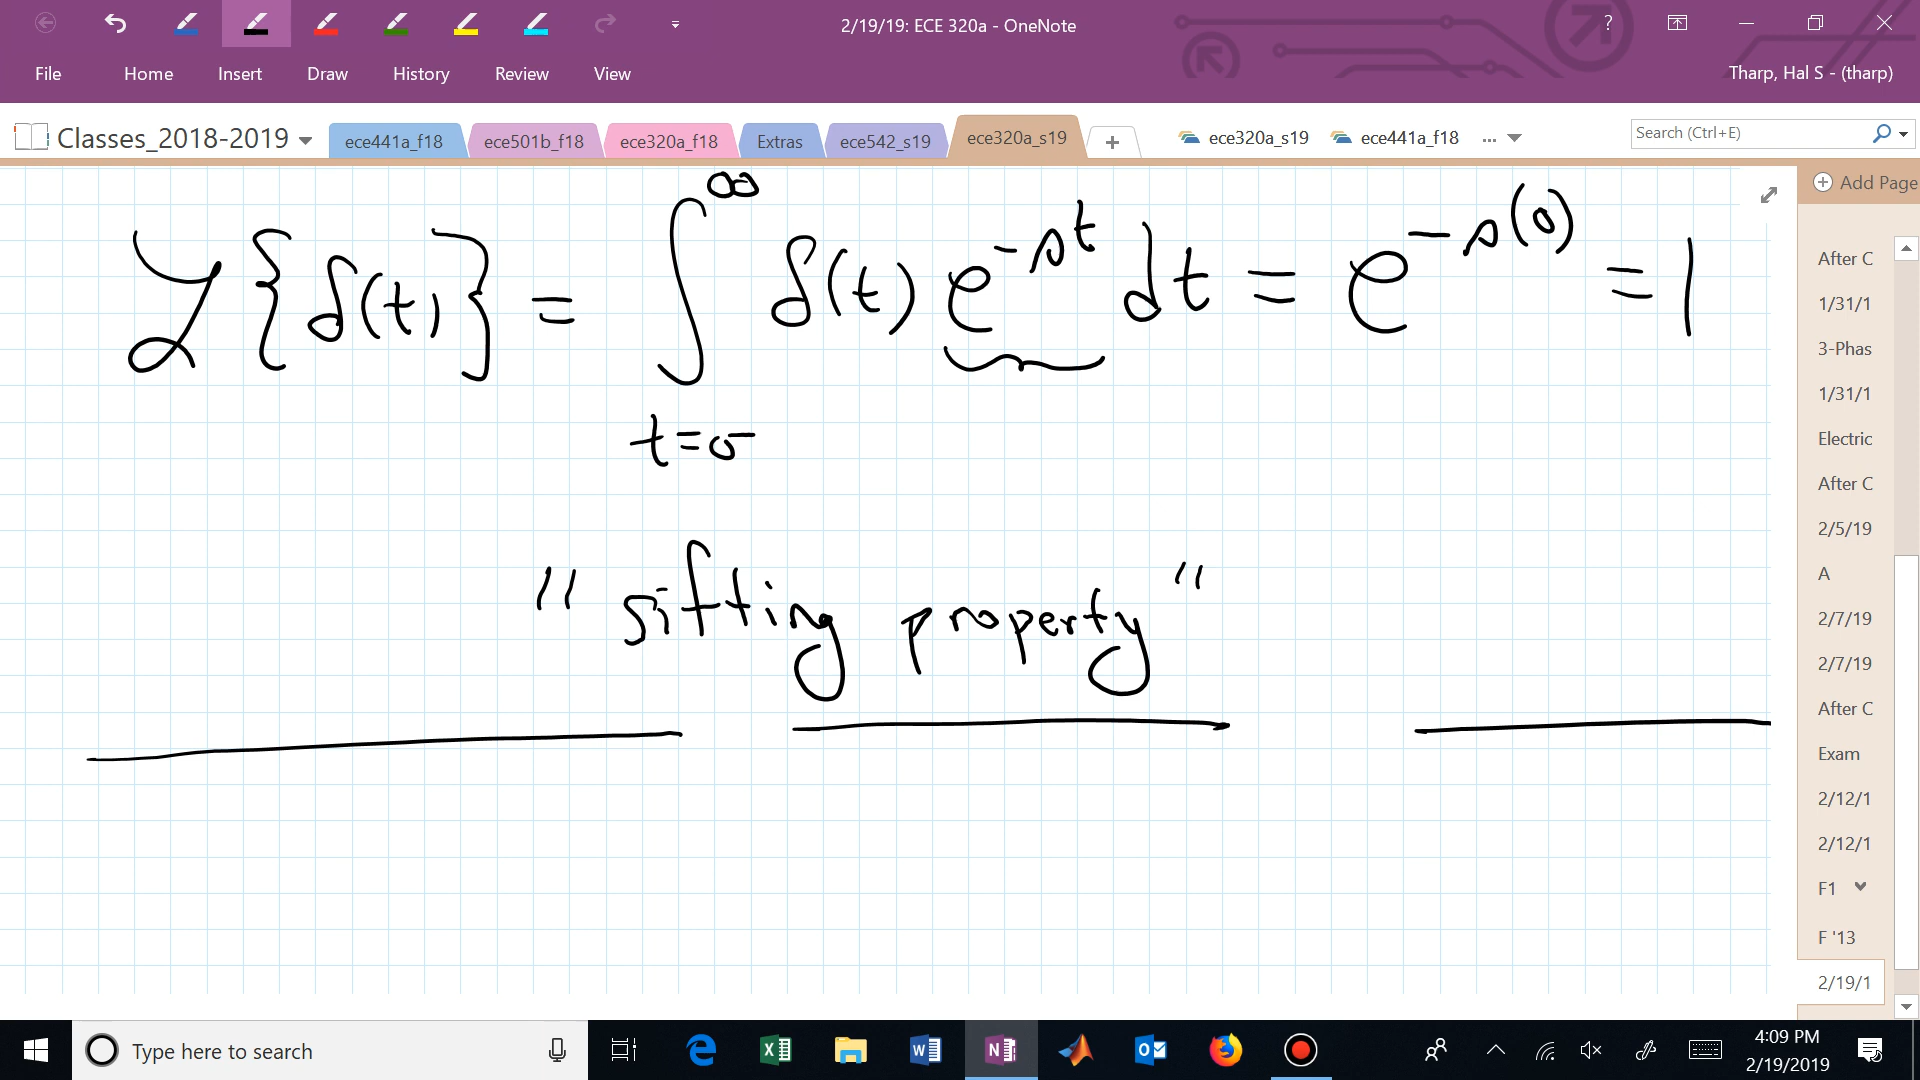 2/19/19: ECE 320a - OneNote
?
File Home Insert Draw History Review View
Tharp, Hal S - (tharp)
Classes_2018-2019
ece441a_f18 ece501b_f18 ece320a_f18 Extras ece542_s19 ece320a_s19 +
ece320a_s19 ece441a_f18 ...
Search (Ctrl+E)
ℒ{δ(t)} = ∫_{t=0⁻}^{∞} δ(t) e^{-st} dt = e^{-s(0)} = 1
"sifting property"
Add Page
After C
1/31/1
3-Phas
1/31/1
Electric
After C
2/5/19
A
2/7/19
2/7/19
After C
Exam
2/12/1
2/12/1
F1
F '13
2/19/1
Type here to search
4:09 PM
2/19/2019